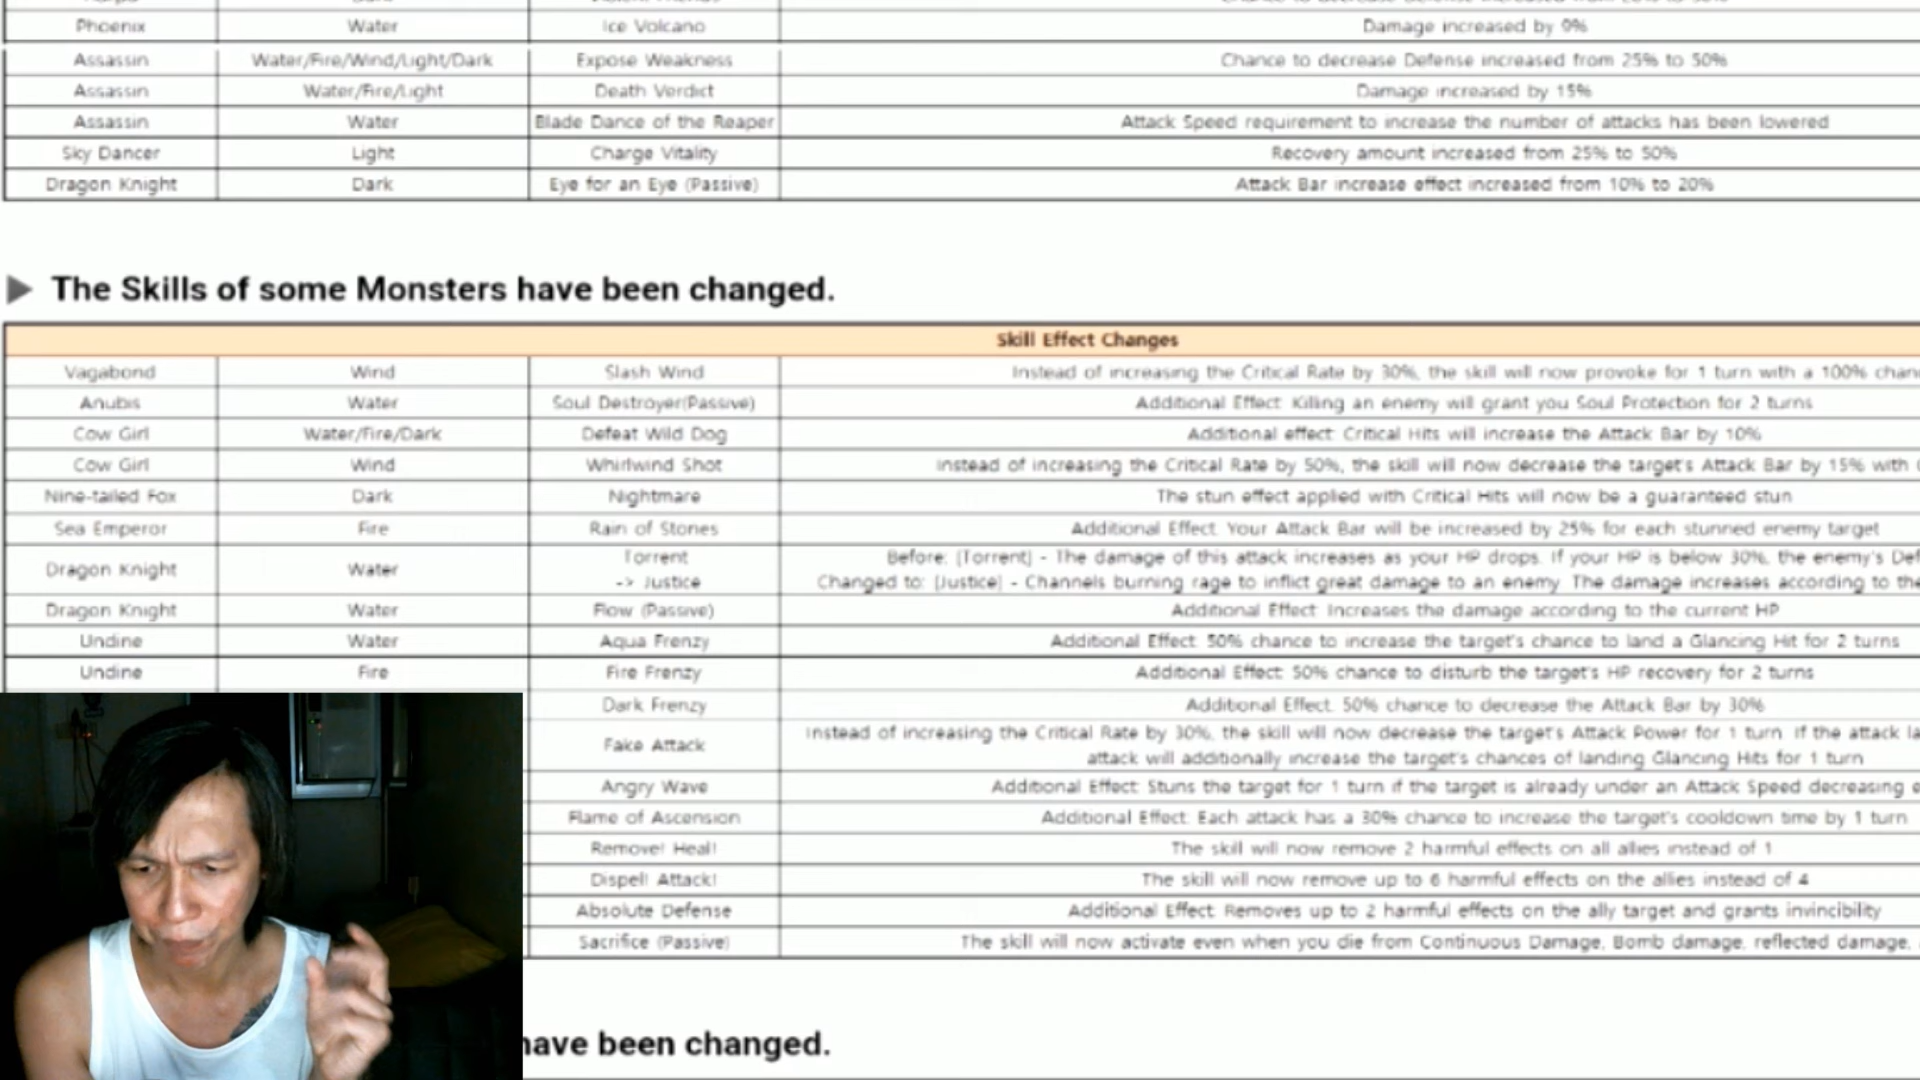 Phoenix Water Ice Volcano Damage increased by 9%
Assassin Water/Fire/Wind/Light/Dark Expose Weakness Chance to decrease Defense increased from 25% to 50%
Assassin Water/Fire/Light Death Verdict Damage increased by 15%
Assassin Water Blade Dance of the Reaper Attack Speed requirement to increase the number of attacks has been lowered
Sky Dancer Light Charge Vitality Recovery amount increased from 25% to 50%
Dragon Knight Dark Eye for an Eye (Passive) Attack Bar increase effect increased from 10% to 20%
The Skills of some Monsters have been changed.
Skill Effect Changes
Vagabond Wind Slash Wind Instead of increasing the Critical Rate by 30%, the skill will now provoke for 1 turn with a 100%
Anubis Water Soul Destroyer(Passive) Additional Effect: Killing an enemy will grant you Soul Protection for 2 turns
Cow Girl Water/Fire/Dark Defeat Wild Dog Additional effect: Critical Hits will increase the Attack Bar by 10%
Cow Girl Wind Whirlwind Shot instead of increasing the Critical Rate by 50%, the skill will now decrease the target's Attack Bar by 15% with
Nine-tailed Fox Dark Nightmare The stun effect applied with Critical Hits will now be a guaranteed stun
Sea Emperor Fire Rain of Stones Additional Effect: Your Attack Bar will be increased by 25% for each stunned enemy target
Dragon Knight Water Torrent Before: [Torrent] - The damage of this attack increases as your HP drops. If your HP is below 30%, the enemy's
-> Justice Changed to: [Justice] - Channels burning rage to inflict great damage to an enemy. The damage increases according to the
Dragon Knight Water Flow (Passive) Additional Effect: Increases the damage according to the current HP
Undine Water Aqua Frenzy Additional Effect: 50% chance to increase the target's chance to land a Glancing Hit for 2 turns
Undine Fire Fire Frenzy Additional Effect: 50% chance to disturb the target's HP recovery for 2 turns
Dark Frenzy Additional Effect: 50% chance to decrease the Attack Bar by 30%
Fake Attack Instead of increasing the Critical Rate by 30%, the skill will now decrease the target's Attack Power for 1 turn. If the attack
attack will additionally increase the target's chances of landing Glancing Hits for 1 turn
Angry Wave Additional Effect: Stuns the target for 1 turn if the target is already under an Attack Speed decreasing
Flame of Ascension Additional Effect: Each attack has a 30% chance to increase the target's cooldown time by 1 turn
Remove! Heal! The skill will now remove 2 harmful effects on all allies instead of 1
Dispel! Attack! The skill will now remove up to 6 harmful effects on the allies instead of 4
Absolute Defense Additional Effect: Removes up to 2 harmful effects on the ally target and grants invincibility
Sacrifice (Passive) The skill will now activate even when you die from Continuous Damage, Bomb damage, reflected damage,
have been changed.